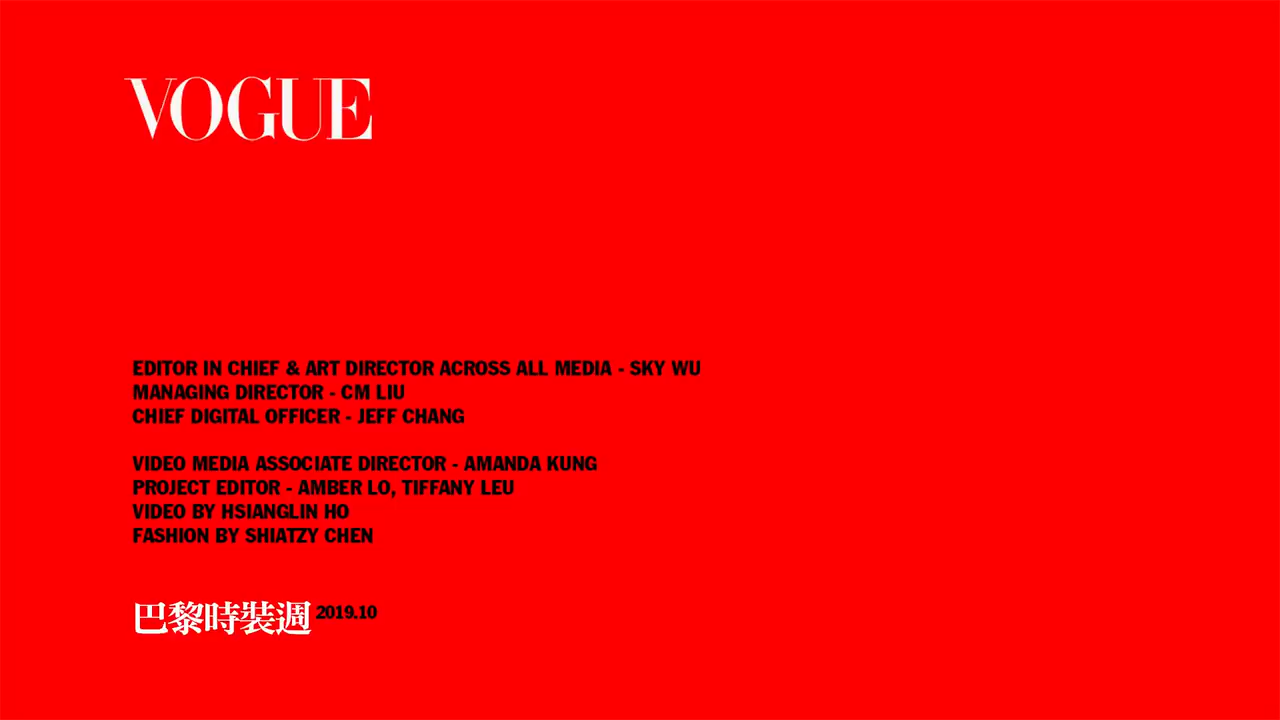 VOGUE
EDITOR IN CHIEF & ART DIRECTOR ACROSS ALL MEDIA - SKY WU
MANAGING DIRECTOR - CM LIU
CHIEF DIGITAL OFFICER - JEFF CHANG
VIDEO MEDIA ASSOCIATE DIRECTOR - AMANDA KUNG
PROJECT EDITOR - AMBER LO, TIFFANY LEU
VIDEO BY HSIANGLIN HO
FASHION BY SHIATZY CHEN
巴黎時裝週 2019.10